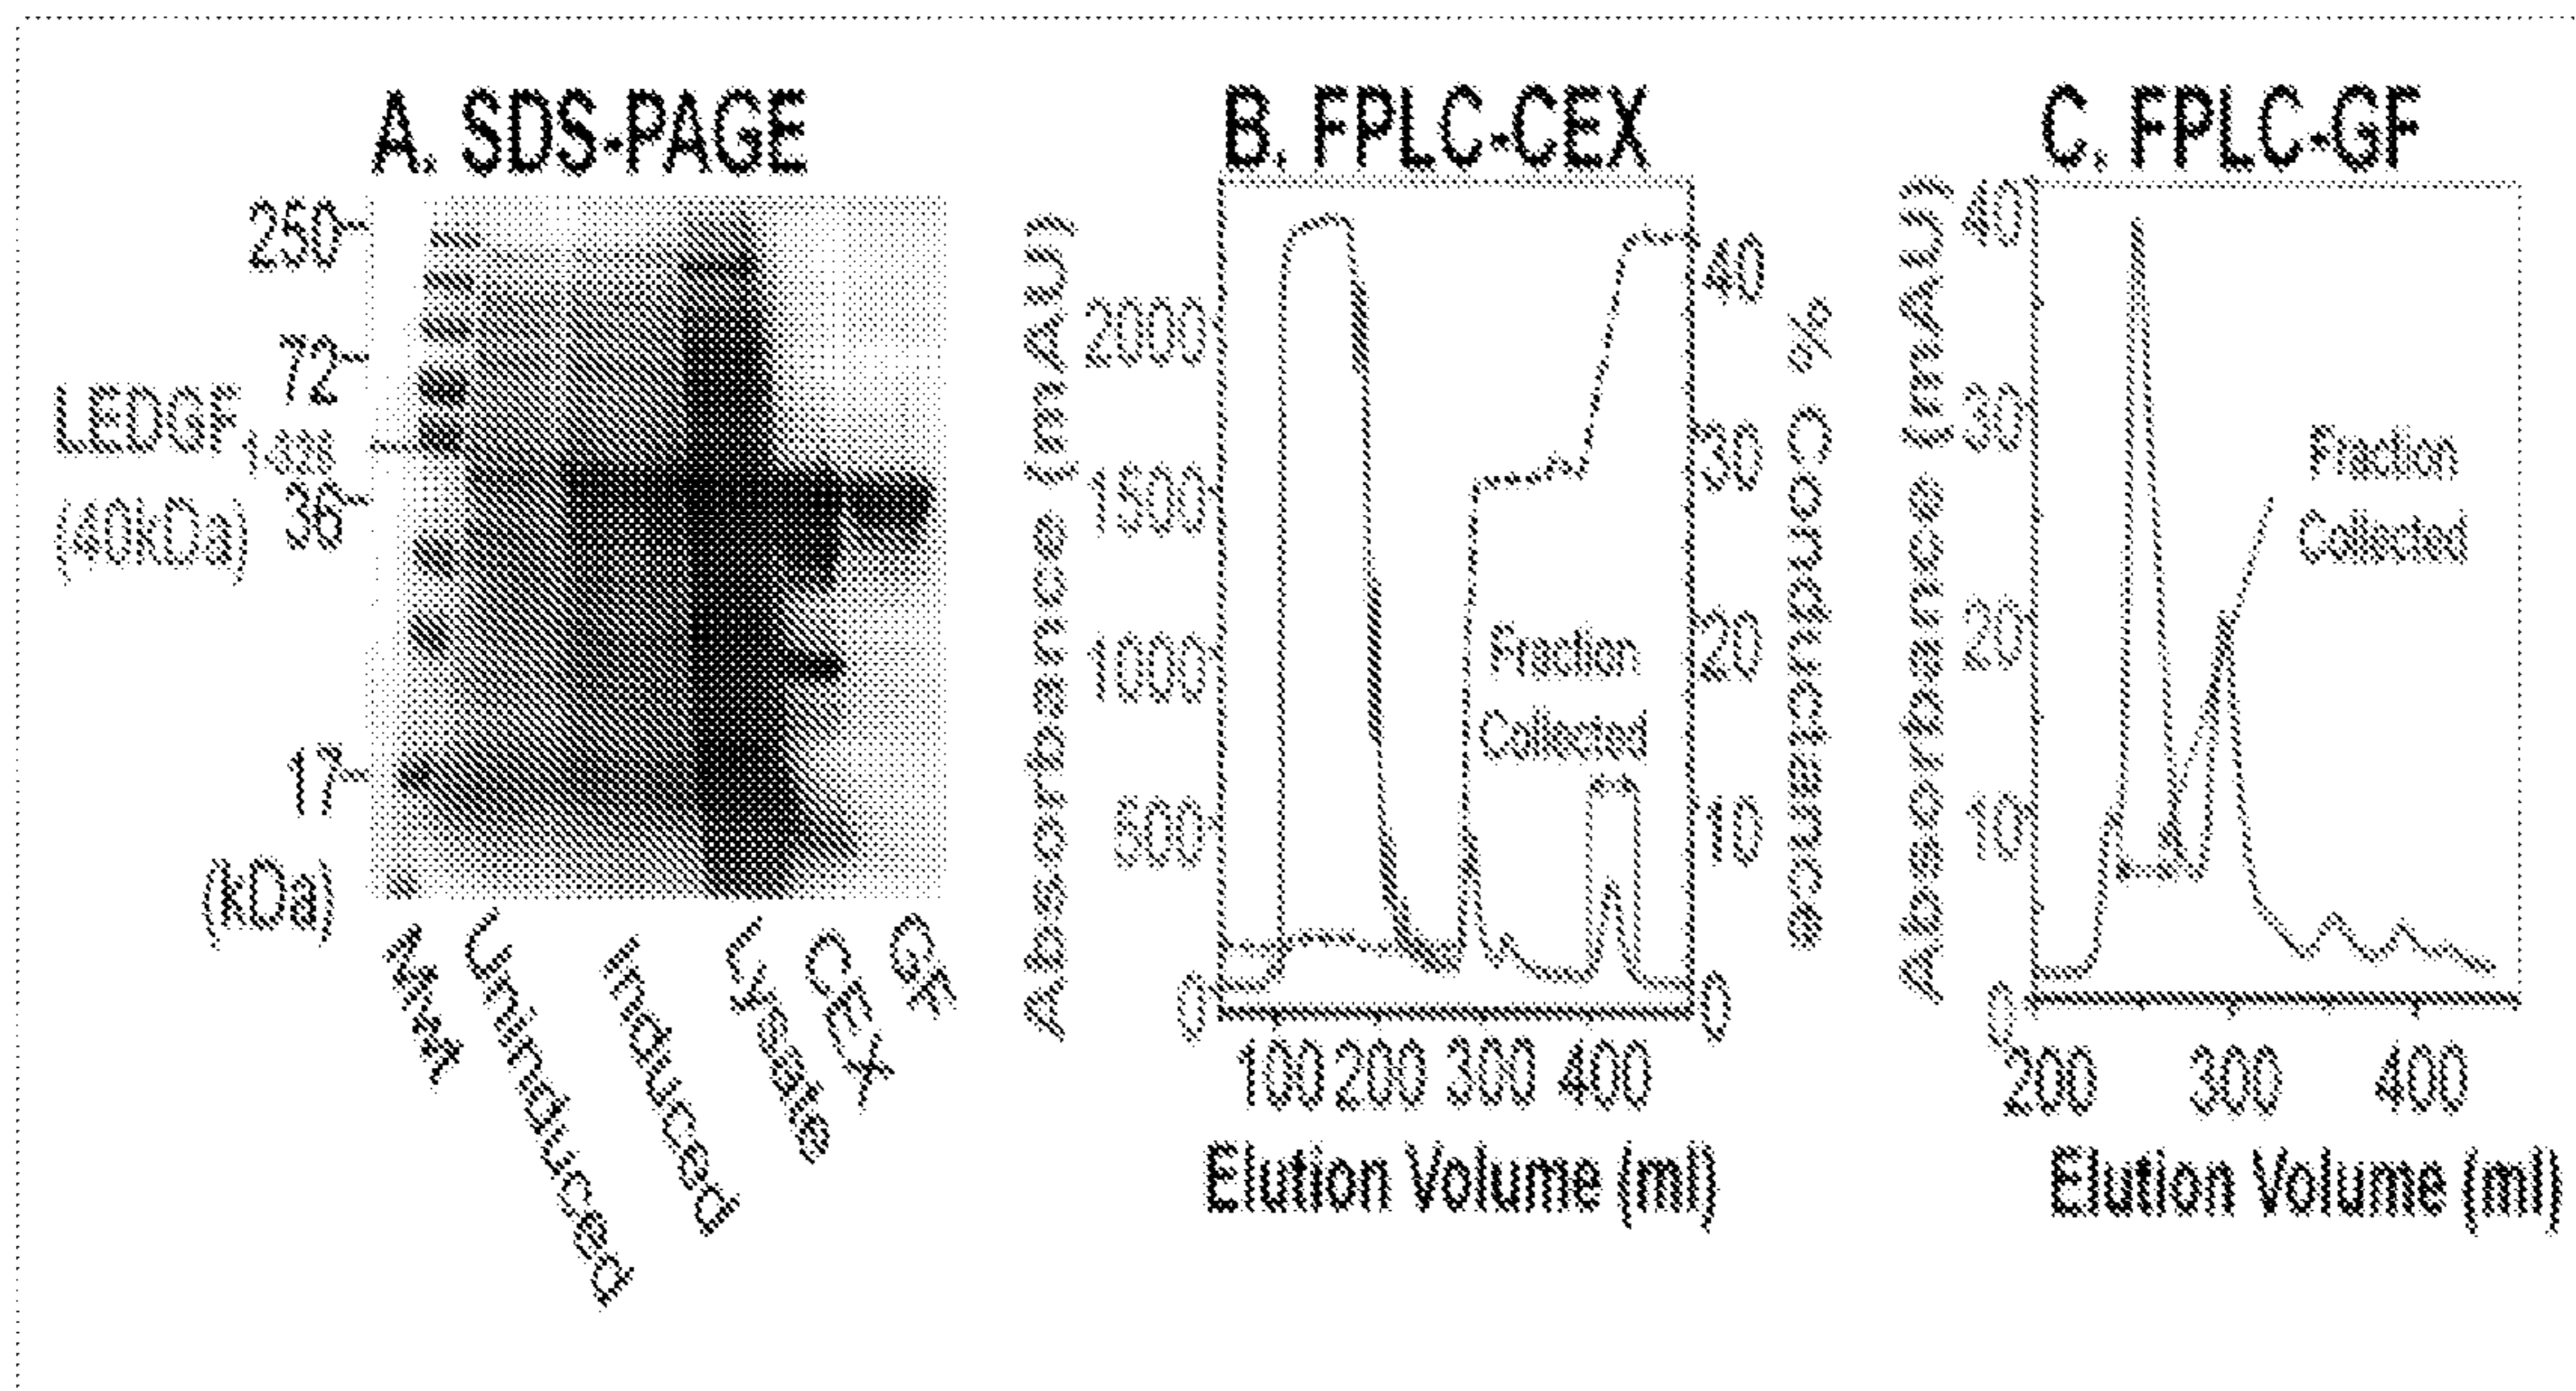 A. SDS-PAGE
250
72
LEDGF
36
(40kDa)
17
(kDa)
MM
Uninduced
Induced
Lysate
CEX
GF
B. FPLC-CEX
Absorbance (mAU)
2000
1500
1000
500
0
40
30
20
10
0
% Conductance
Fraction
Collected
100 200 300 400
Elution Volume (ml)
C. FPLC-GF
Absorbance (mAU)
40
30
20
10
0
Fraction
Collected
200 300 400
Elution Volume (ml)